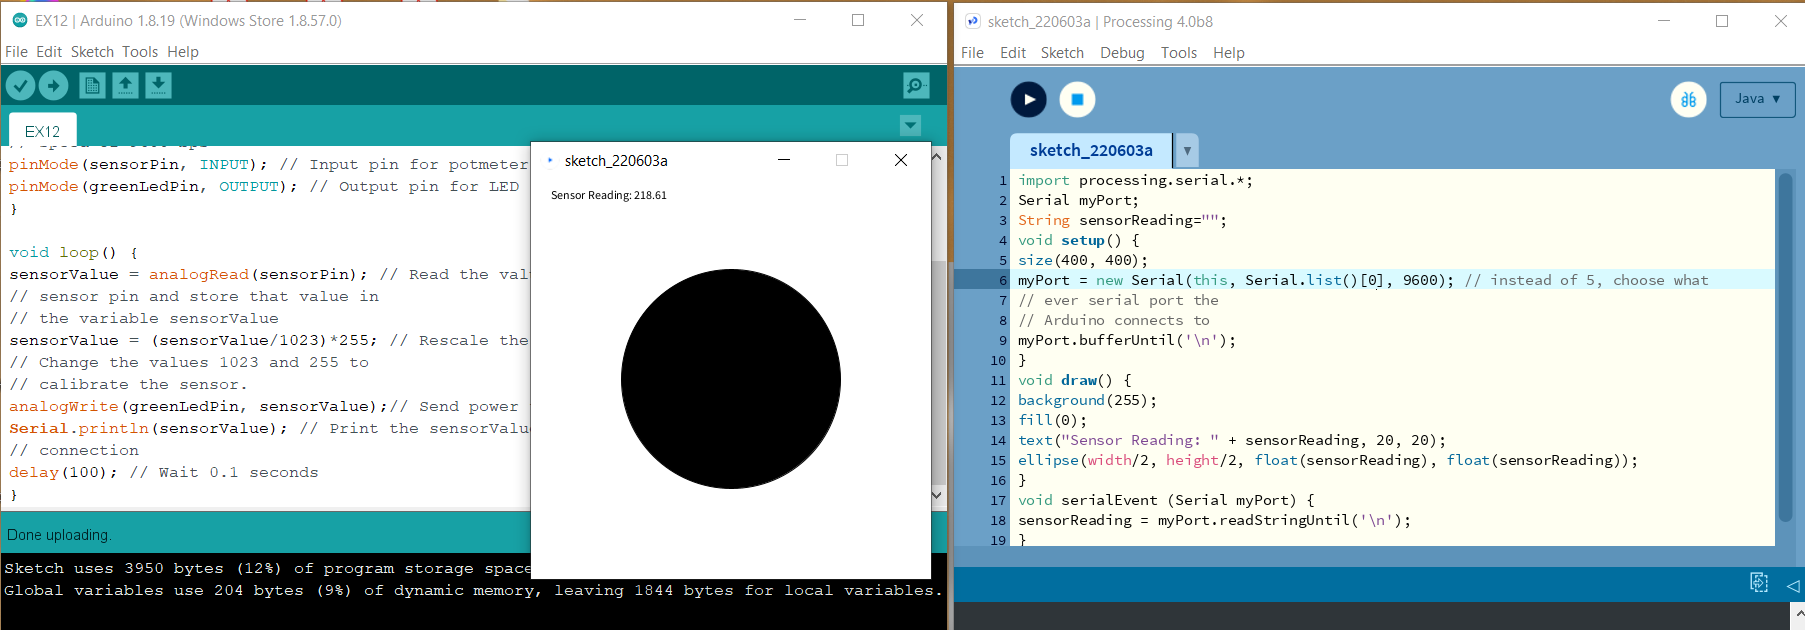 EX12 | Arduino 1.8.19 (Windows Store 1.8.57.0)
File Edit Sketch Tools Help
EX12
pinMode(sensorPin, INPUT); // Input pin for potmeter
pinMode(greenLedPin, OUTPUT); // Output pin for LED
}
void loop() {
sensorValue = analogRead(sensorPin); // Read the val
// sensor pin and store that value in
// the variable sensorValue
sensorValue = (sensorValue/1023)*255; // Rescale the
// Change the values 1023 and 255 to
// calibrate the sensor.
analogWrite(greenLedPin, sensorValue);// Send power
Serial.println(sensorValue); // Print the sensorValu
// connection
delay(100); // Wait 0.1 seconds
}
Done uploading.
Sketch uses 3950 bytes (12%) of program storage space
Global variables use 204 bytes (9%) of dynamic memory, leaving 1844 bytes for local variables.
sketch_220603a
Sensor Reading: 218.61
sketch_220603a | Processing 4.0b8
File Edit Sketch Debug Tools Help
Java
sketch_220603a
1 import processing.serial.*;
2 Serial myPort;
3 String sensorReading="";
4 void setup() {
5 size(400, 400);
6 myPort = new Serial(this, Serial.list()[0], 9600); // instead of 5, choose what
7 // ever serial port the
8 // Arduino connects to
9 myPort.bufferUntil('\n');
10 }
11 void draw() {
12 background(255);
13 fill(0);
14 text("Sensor Reading: " + sensorReading, 20, 20);
15 ellipse(width/2, height/2, float(sensorReading), float(sensorReading));
16 }
17 void serialEvent (Serial myPort) {
18 sensorReading = myPort.readStringUntil('\n');
19 }